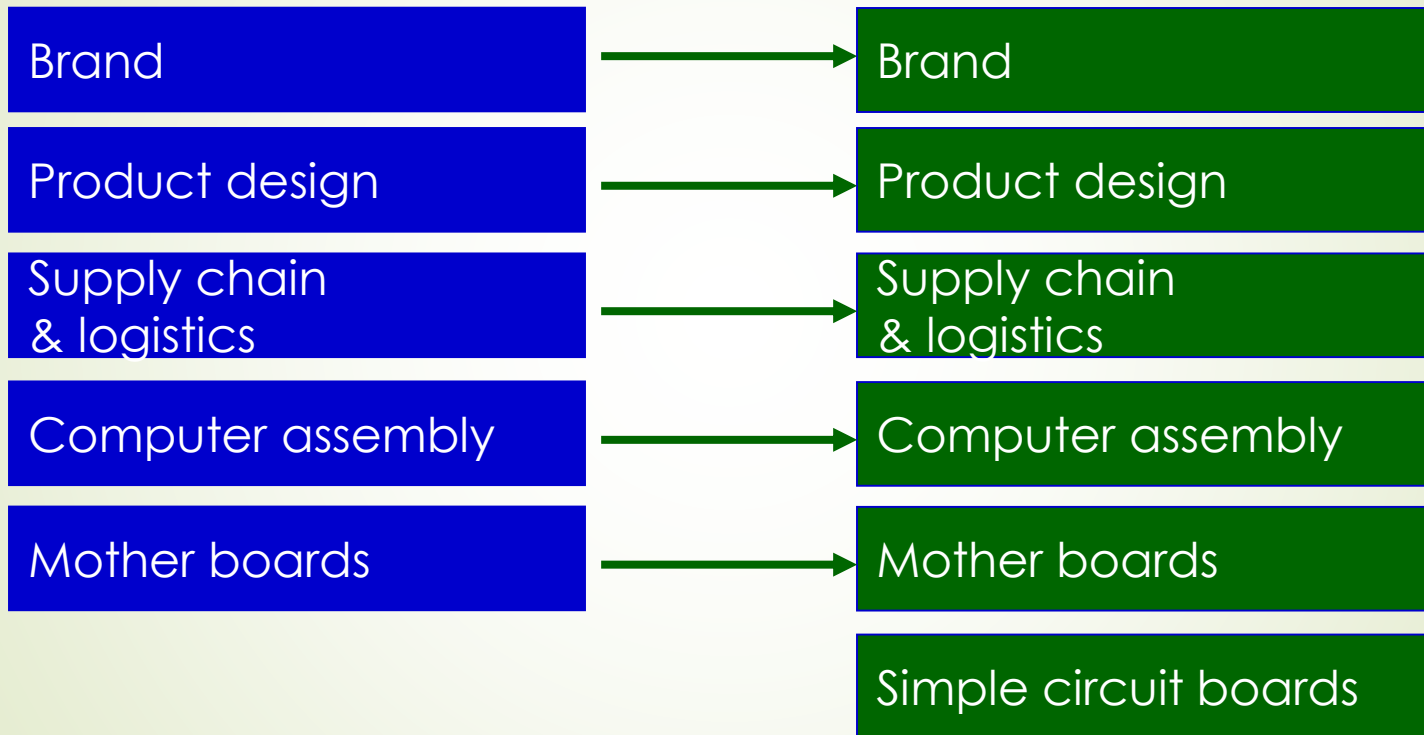 Brand
Brand
Product design
Product design
Supply chain
& logistics
Supply chain
& logistics
Computer assembly
Computer assembly
Mother boards
Mother boards
Simple circuit boards